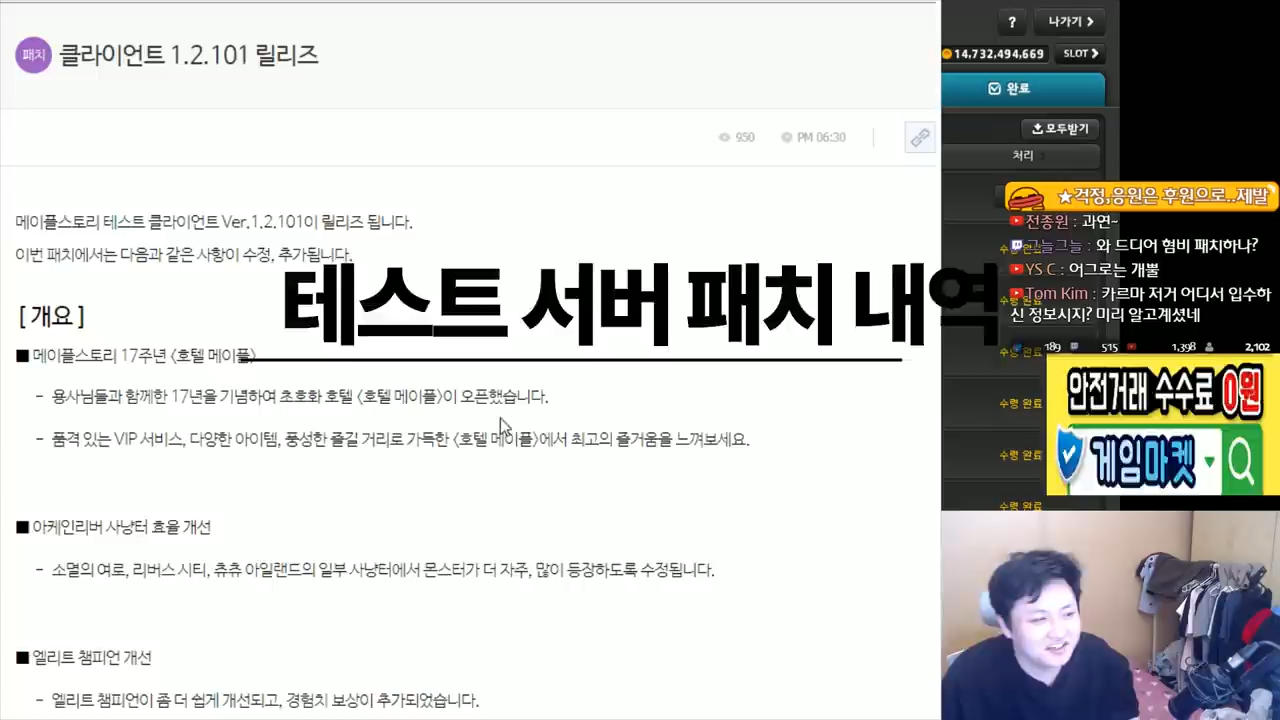 패치 클라이언트 1.2.101 릴리즈
950 PM 06:30
메이플스토리 테스트 클라이언트 Ver.1.2.101이 릴리즈 됩니다.
이번 패치에서는 다음과 같은 사항이 수정, 추가됩니다.
테스트 서버 패치 내역
[ 개요 ]
■ 메이플스토리 17주년 <호텔 메이플>
- 용사님들과 함께한 17년을 기념하여 초호화 호텔 <호텔 메이플>이 오픈했습니다.
- 품격 있는 VIP 서비스, 다양한 아이템, 풍성한 즐길 거리로 가득한 <호텔 메이플>에서 최고의 즐거움을 느껴보세요.
■ 아케인리버 사냥터 효율 개선
- 소멸의 여로, 리버스 시티, 츄츄 아일랜드의 일부 사냥터에서 몬스터가 더 자주, 많이 등장하도록 수정됩니다.
■ 엘리트 챔피언 개선
- 엘리트 챔피언이 좀 더 쉽게 개선되고, 경험치 보상이 추가되었습니다.
? 나가기 >
14,732,494,669 SLOT >
완료
모두받기
처리
★걱정,응원은 후원으로..제발
전종원 : 과연~
그늘그늘 : 와 드디어 혐비 패치하나?
YS C : 어그로는 개뿔
Tom Kim : 카르마 저거 어디서 입수하
신 정보시지? 미리 알고계셨네
189 515 1,398 2,102
수령 완료
안전거래 수수료 0원
수령 완료
게임마켓
수령 완료
수령 완료